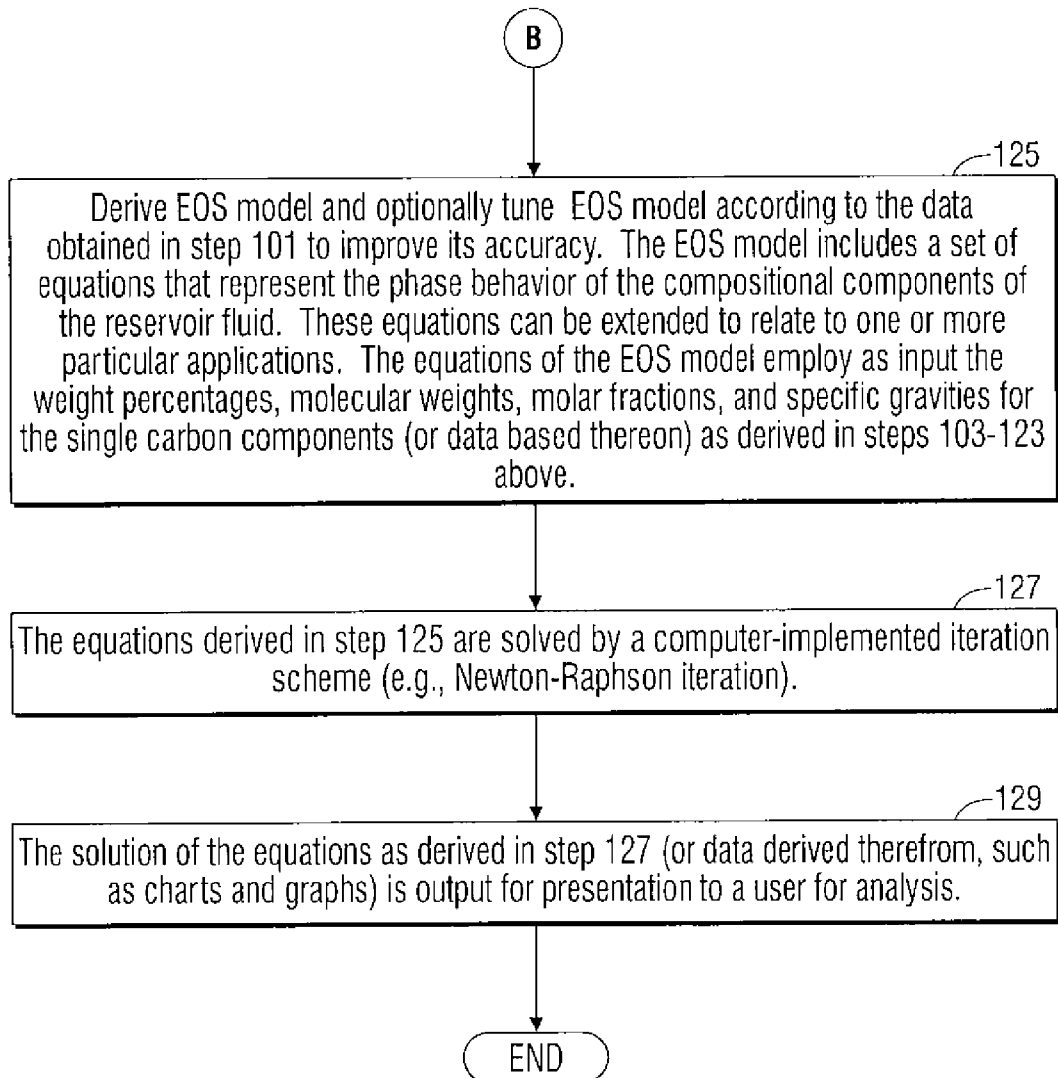 B
125
Derive EOS model and optionally tune EOS model according to the data
obtained in step 101 to improve its accuracy. The EOS model includes a set of
equations that represent the phase behavior of the compositional components of
the reservoir fluid. These equations can be extended to relate to one or more
particular applications. The equations of the EOS model employ as input the
weight percentages, molecular weights, molar fractions, and specific gravities for
the single carbon components (or data based thereon) as derived in steps 103-123
above.
127
The equations derived in step 125 are solved by a computer-implemented iteration
scheme (e.g., Newton-Raphson iteration).
129
The solution of the equations as derived in step 127 (or data derived therefrom, such
as charts and graphs) is output for presentation to a user for analysis.
END